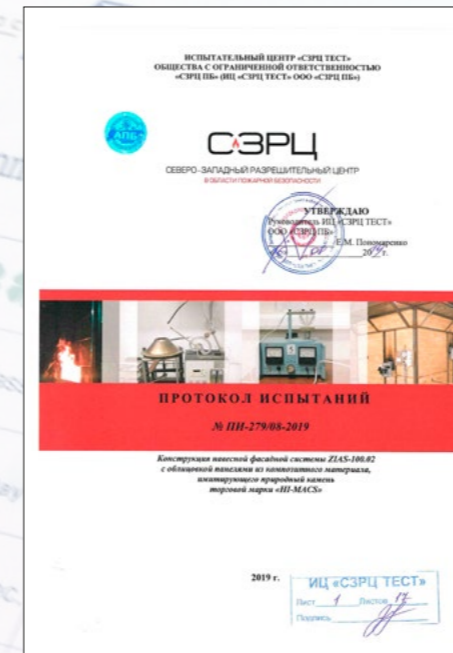 ИСПЫТАТЕЛЬНЫЙ ЦЕНТР «СЗРЦ ТЕСТ»
ОБЩЕСТВА С ОГРАНИЧЕННОЙ ОТВЕТСТВЕННОСТЬЮ
«СЗРЦ ПБ» (ИЦ «СЗРЦ ТЕСТ» ООО «СЗРЦ ПБ»)
АПБ
СЗРЦ
СЕВЕРО-ЗАПАДНЫЙ РАЗРЕШИТЕЛЬНЫЙ ЦЕНТР
В ОБЛАСТИ ПОЖАРНОЙ БЕЗОПАСНОСТИ
УТВЕРЖДАЮ
Руководитель ИЦ «СЗРЦ ТЕСТ»
ООО «СЗРЦ ПБ»
Е.М. Пономаренко
2019 г.
ПРОТОКОЛ ИСПЫТАНИЙ
№ ПИ-279/08-2019
Конструкция навесной фасадной системы ZIAS-100.02
с облицовкой панелями из композитного материала,
имитирующего природный камень
торговой марки «HI-MACS»
2019 г.
ИЦ «СЗРЦ ТЕСТ»
Лист 1 Листов 17
Подпись